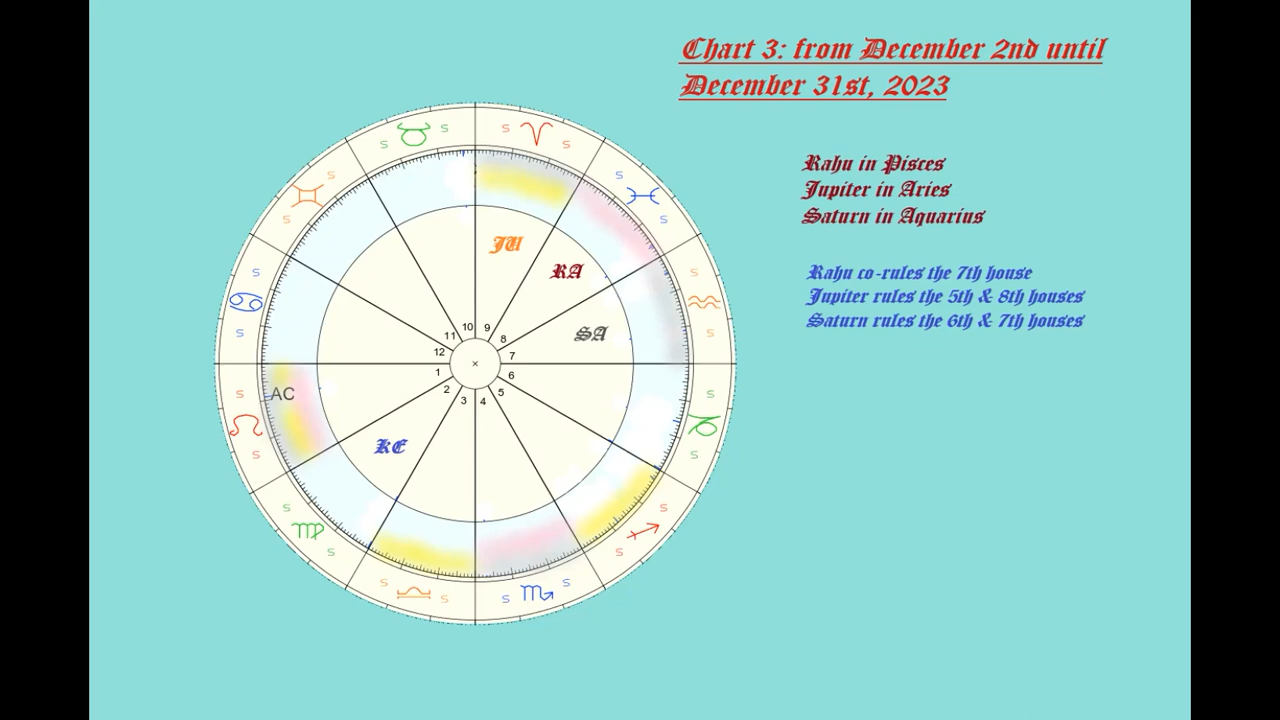 Chart 3: from December 2nd until
December 31st, 2023
Rahu in Pisces
Jupiter in Aries
Saturn in Aquarius
Rahu co-rules the 7th house
Jupiter rules the 5th & 8th houses
Saturn rules the 6th & 7th houses
S S S S
S S
S S
JU
RA
S S
SA
10 9
11 8
12 7
1 6
2 5
3 4
AC
S S
KE
S S
S S
S S S S